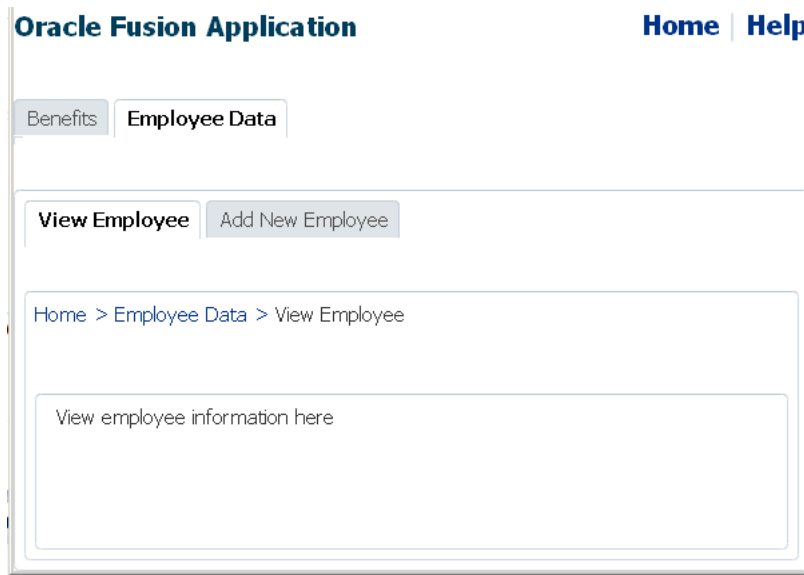 Oracle Fusion Application Home | Help
Benefits Employee Data
View Employee Add New Employee
Home > Employee Data > View Employee
View employee information here